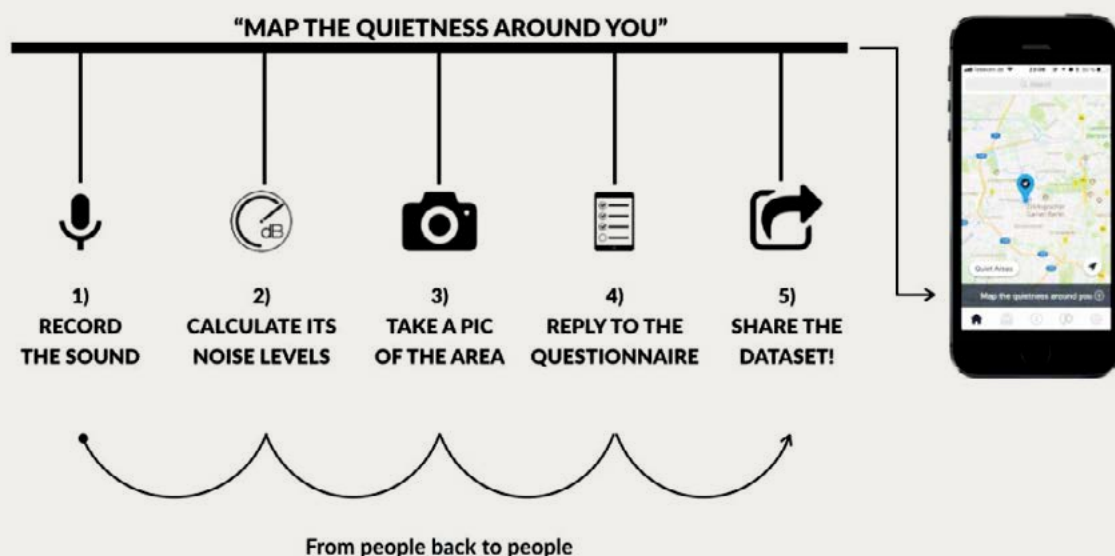 “MAP THE QUIETNESS AROUND YOU”
dB
1)
RECORD
THE SOUND
2)
CALCULATE ITS
NOISE LEVELS
3)
TAKE A PIC
OF THE AREA
4)
REPLY TO THE
QUESTIONNAIRE
5)
SHARE THE
DATASET!
Search
Quiet Areas
Map the quietness around you
From people back to people